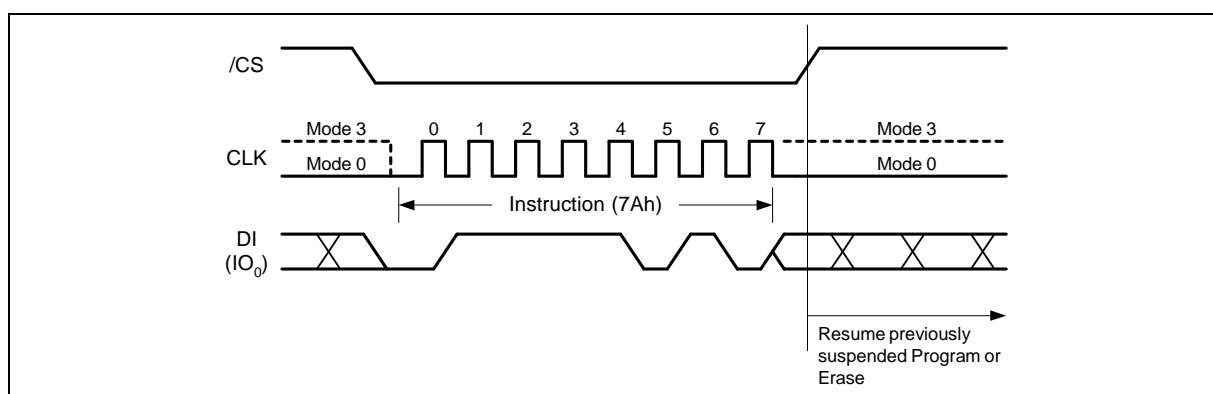 /CS
Mode 3 0 1 2 3 4 5 6 7 Mode 3
CLK
Mode 0 Mode 0
Instruction (7Ah)
DI
(IO0)
Resume previously
suspended Program or
Erase